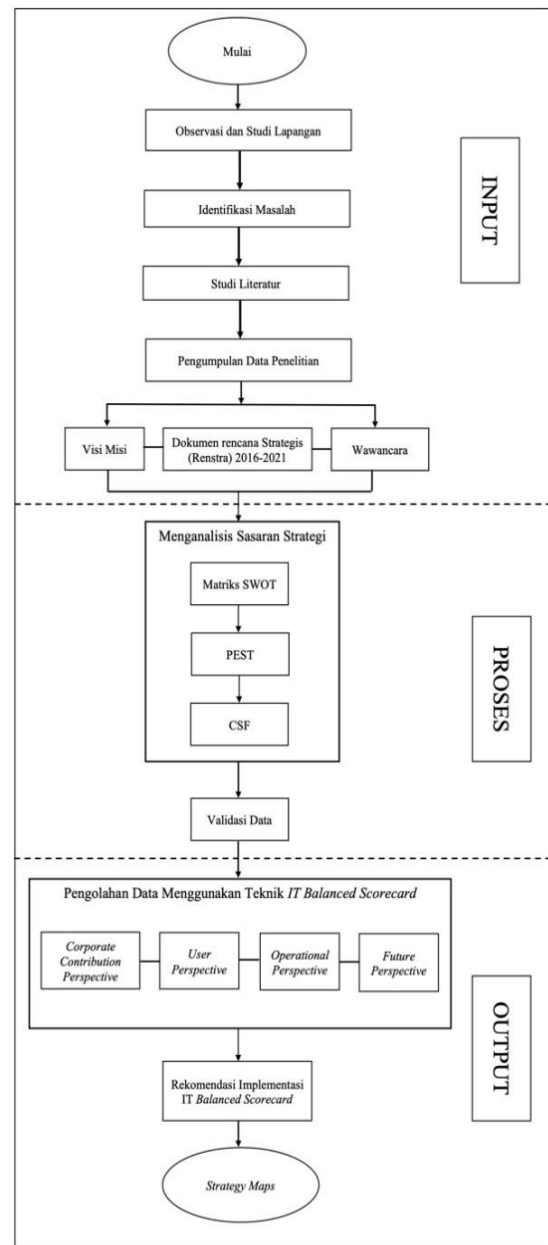 Mulai
Observasi dan Studi Lapangan
INPUT
Identifikasi Masalah
Studi Literatur
Pengumpulan Data Penelitian
Visi Misi
Dokumen rencana Strategis
(Renstra) 2016-2021
Wawancara
Menganalisis Sasaran Strategi
Matriks SWOT
PEST
PROSES
CSF
Validasi Data
Pengolahan Data Menggunakan Teknik IT Balanced Scorecard
Corporate
Contribution
Perspective
User
Perspective
Operational
Perspective
Future
Perspective
OUTPUT
Rekomendasi Implementasi
IT Balanced Scorecard
Strategy Maps